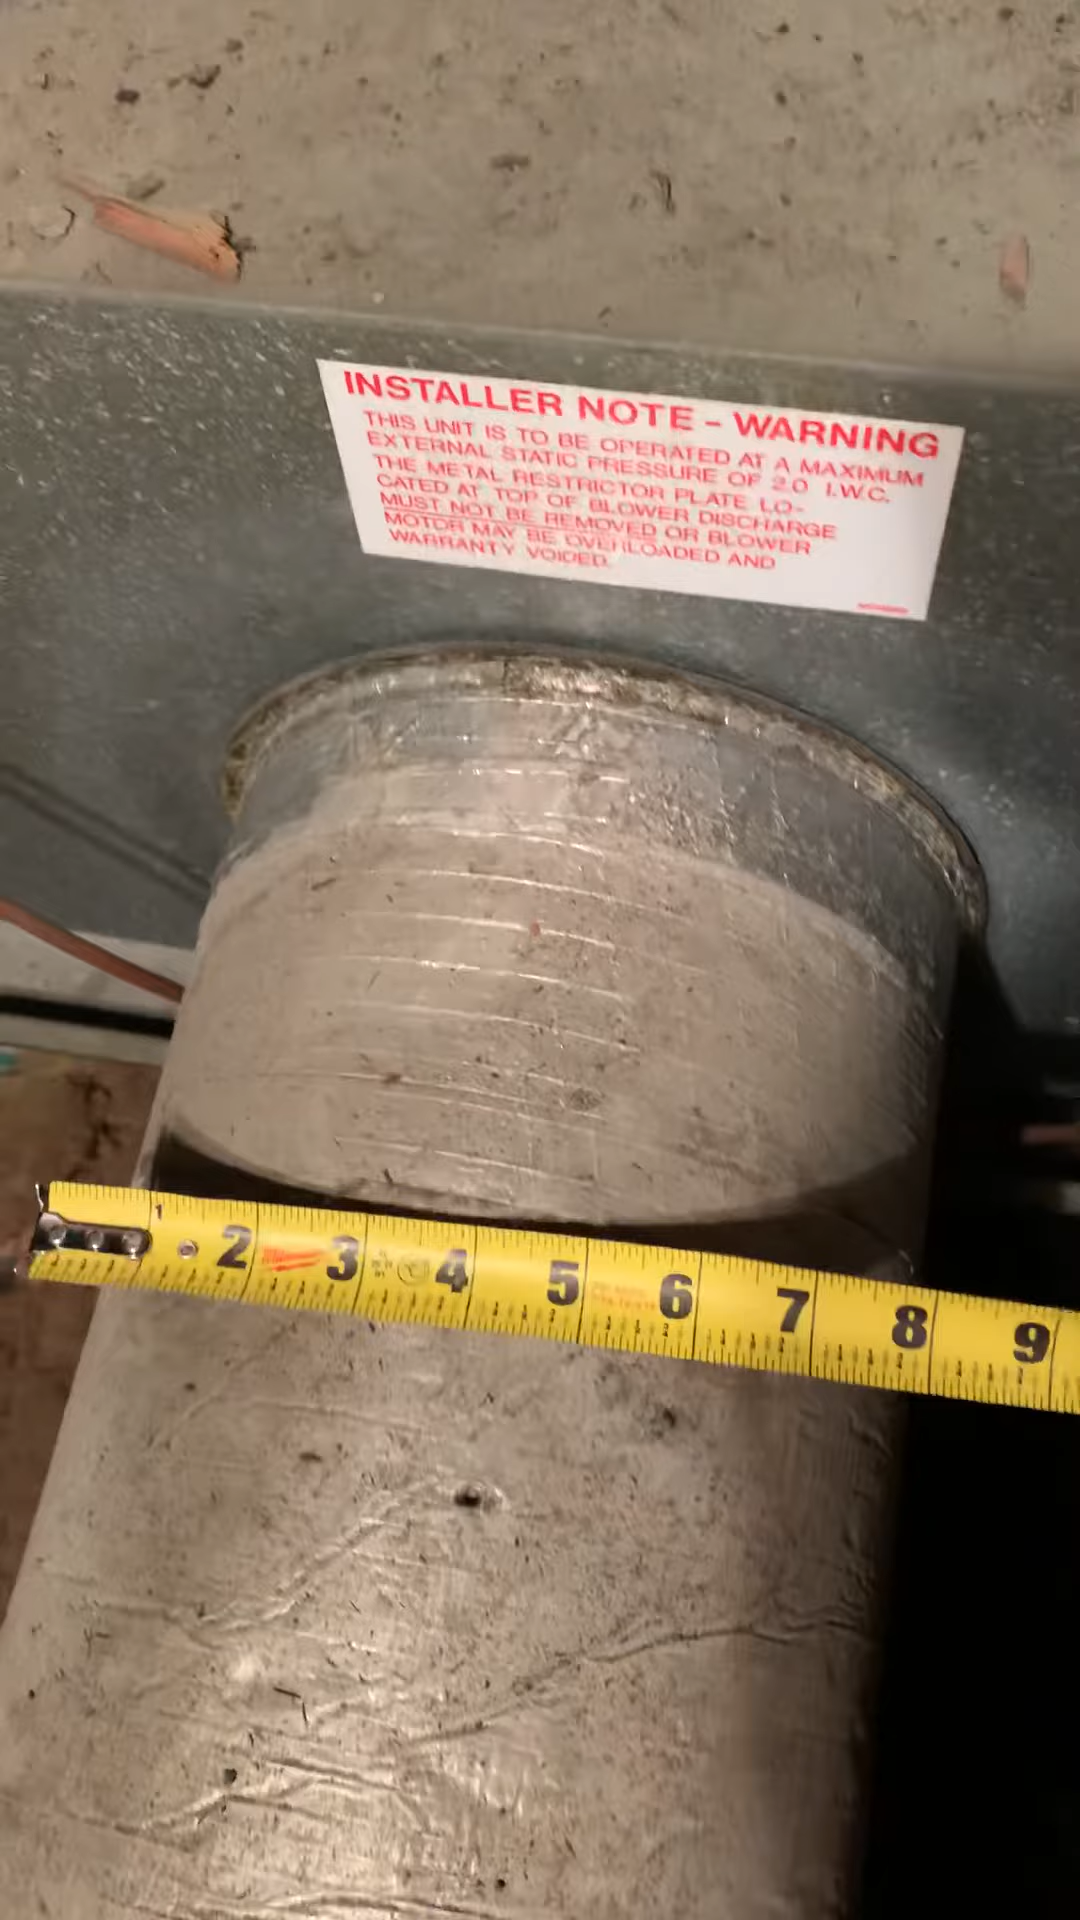 INSTALLER NOTE - WARNING
THIS UNIT IS TO BE OPERATED AT A MAXIMUM
EXTERNAL STATIC PRESSURE OF 2.0 I.W.C.
THE METAL RESTRICTOR PLATE LO-
CATED AT TOP OF BLOWER DISCHARGE
MUST NOT BE REMOVED OR BLOWER
MOTOR MAY BE OVERLOADED AND
WARRANTY VOIDED.
1 2 3 4 5 6 7 8 9